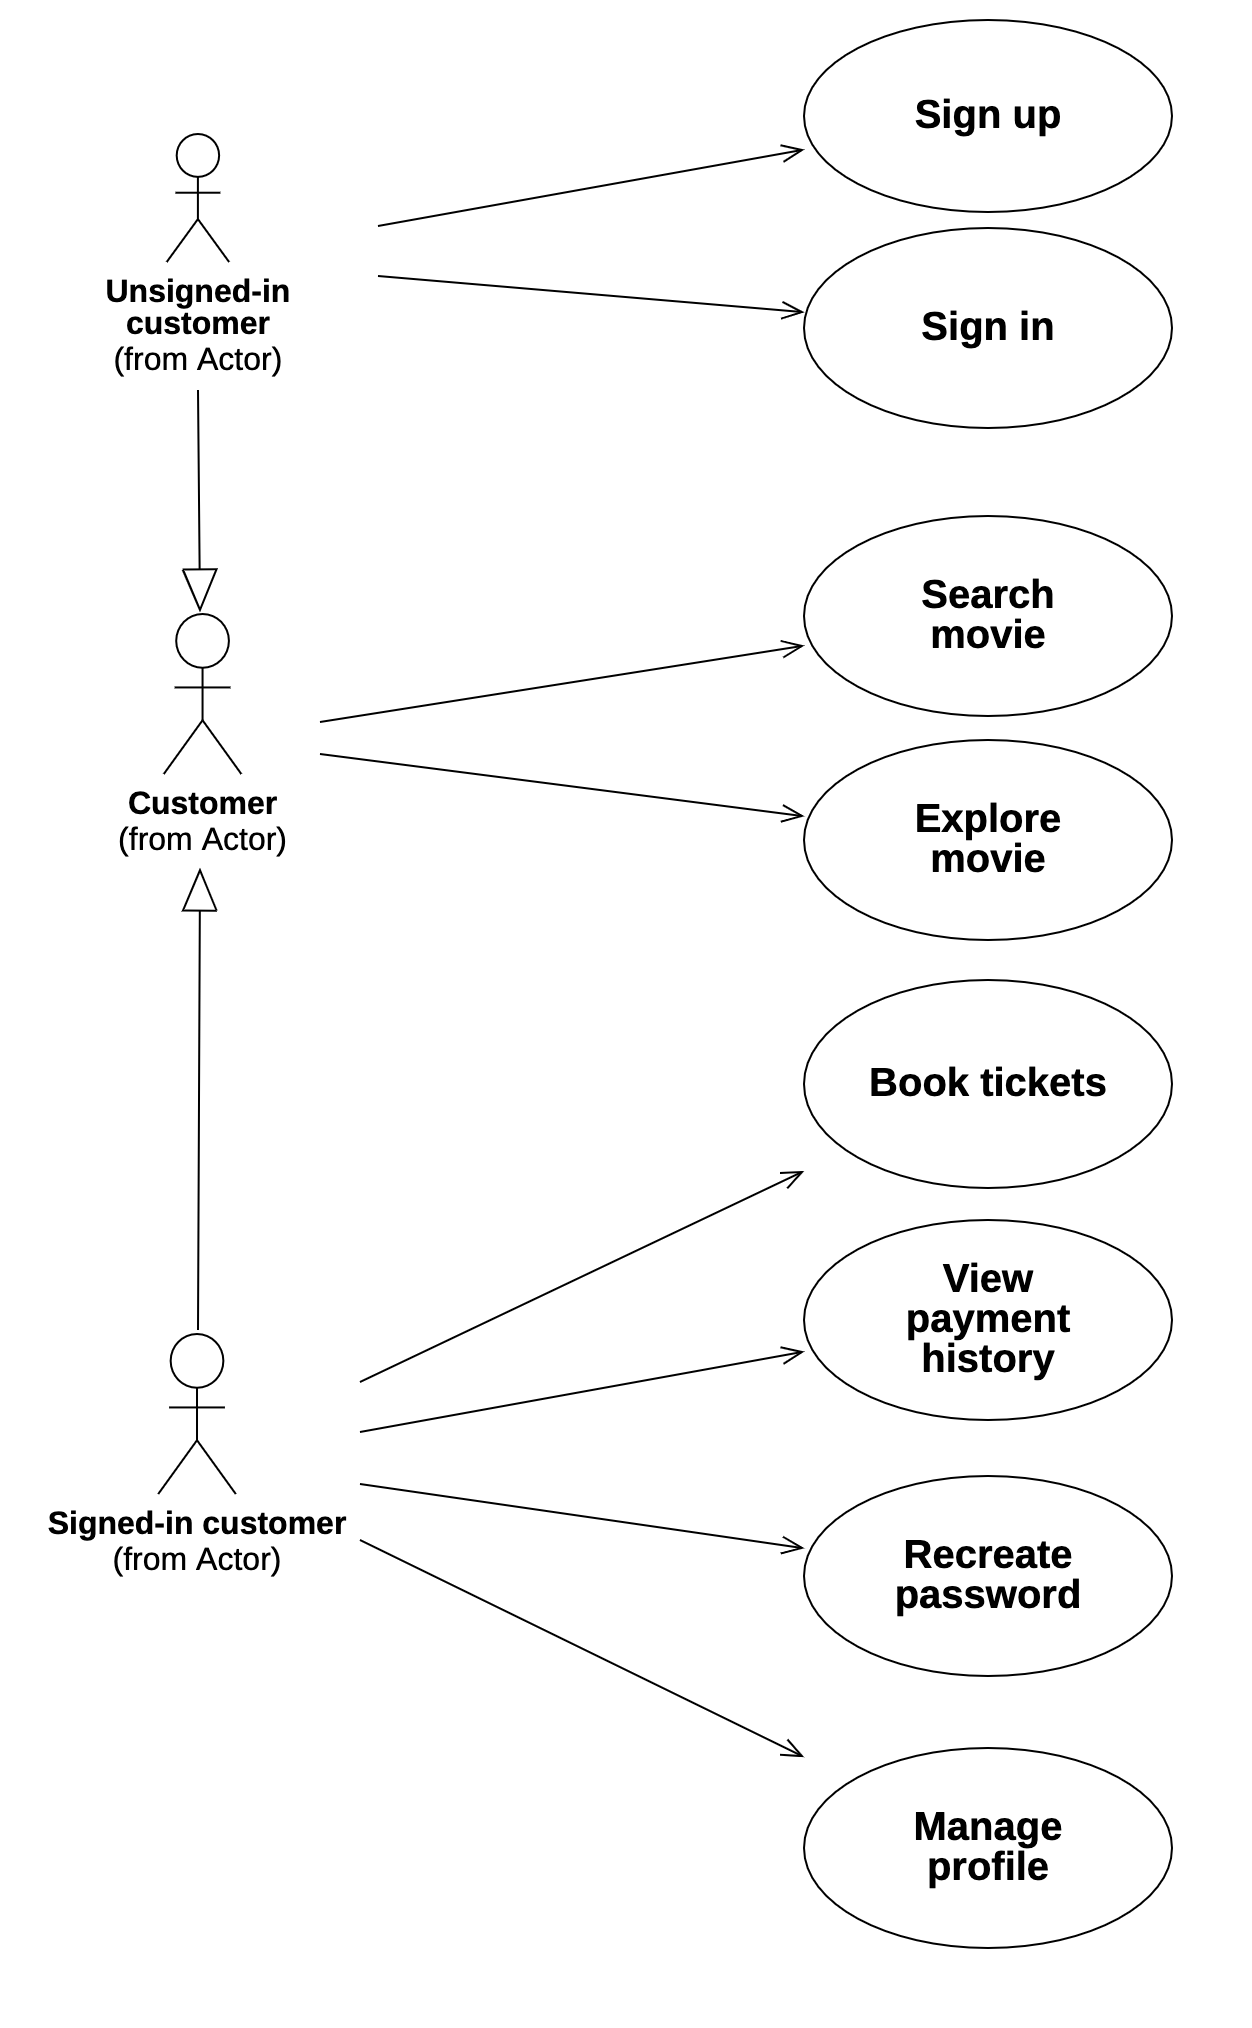 Sign up
Unsigned-in
customer
(from Actor)
Sign in
Search
movie
Customer
(from Actor)
Explore
movie
Book tickets
View
payment
history
Signed-in customer
(from Actor)
Recreate
password
Manage
profile